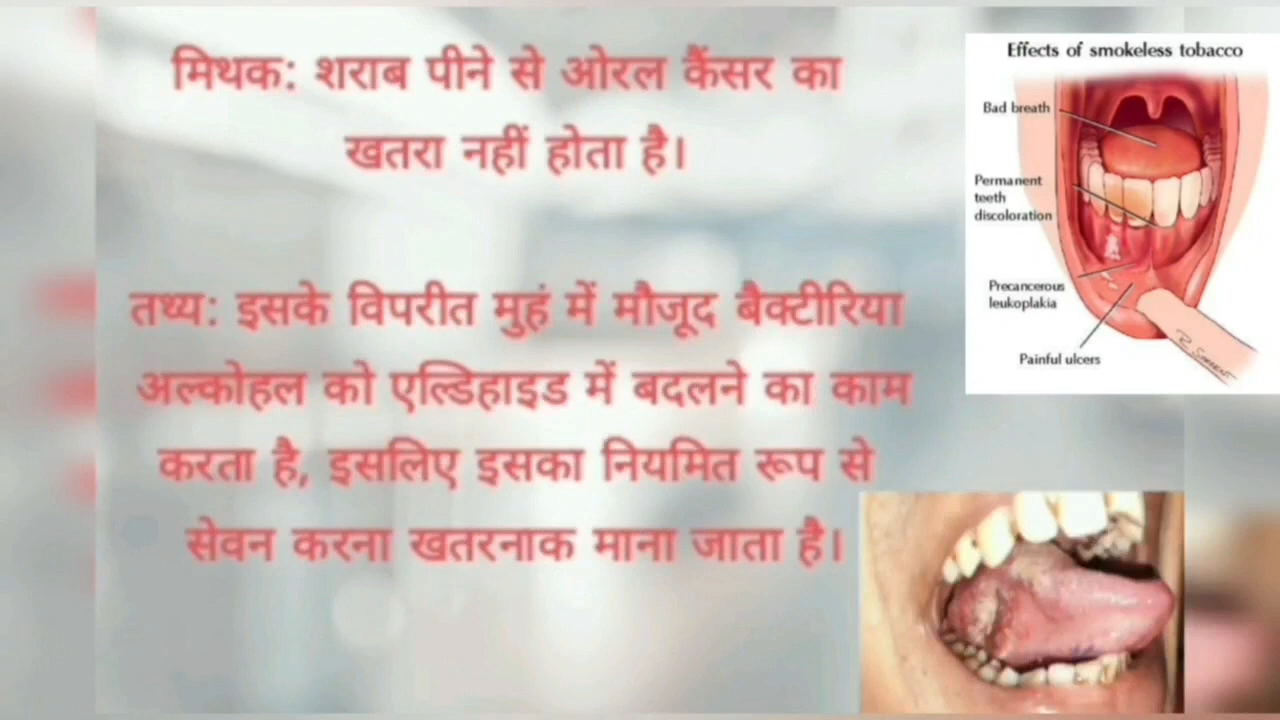 मिथक: शराब पीने से ओरल कैंसर का
खतरा नहीं होता है।
तथ्य: इसके विपरीत मुहं में मौजूद बैक्टीरिया
अल्कोहल को एल्डिहाइड में बदलने का काम
करता है, इसलिए इसका नियमित रूप से
सेवन करना खतरनाक माना जाता है।
Effects of smokeless tobacco
Bad breath
Permanent
teeth
discoloration
Precancerous
leukoplakia
Painful ulcers